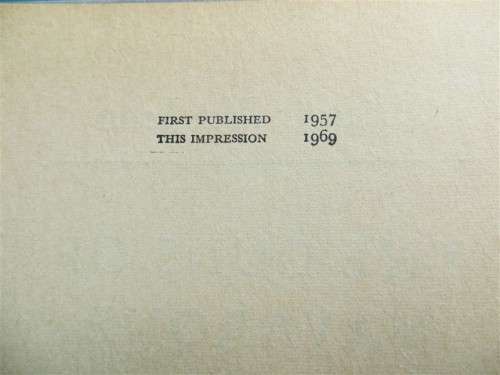 FIRST PUBLISHED 1957
THIS IMPRESSION 1969